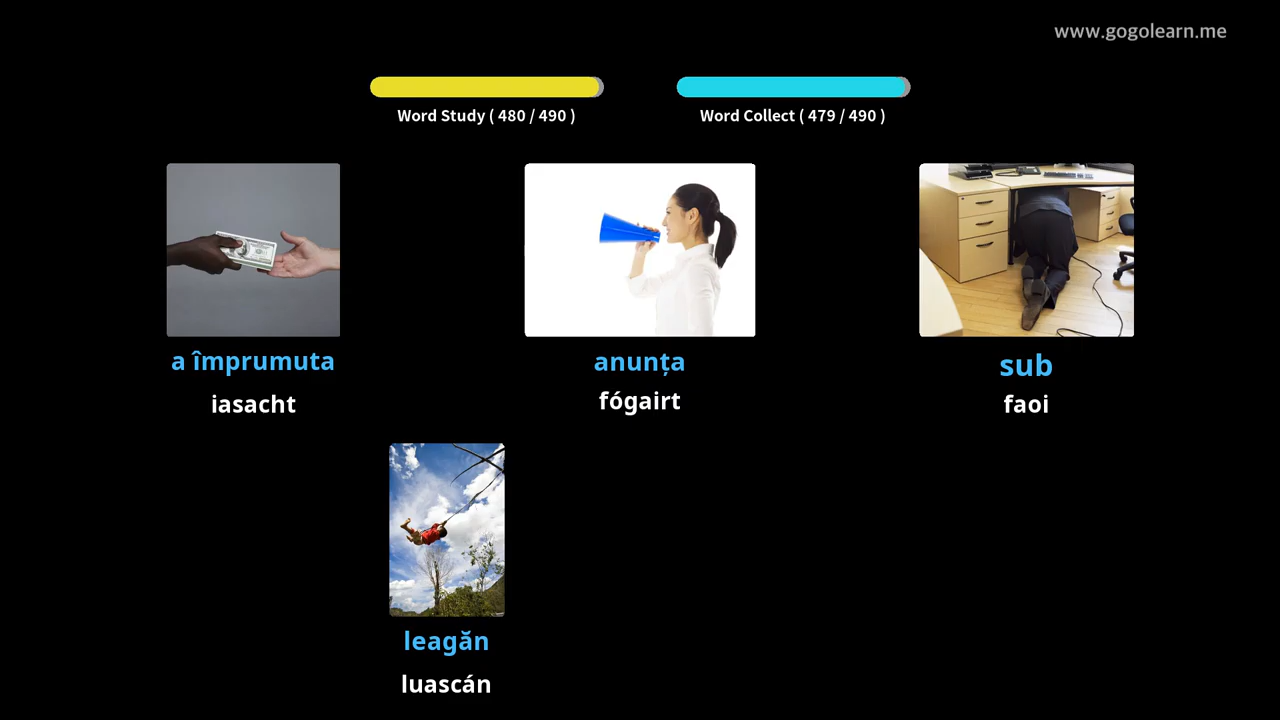 www.gogolearn.me
Word Study ( 480 / 490 )
Word Collect ( 479 / 490 )
a împrumuta
iasacht
anunța
fógairt
sub
faoi
leagăn
luascán